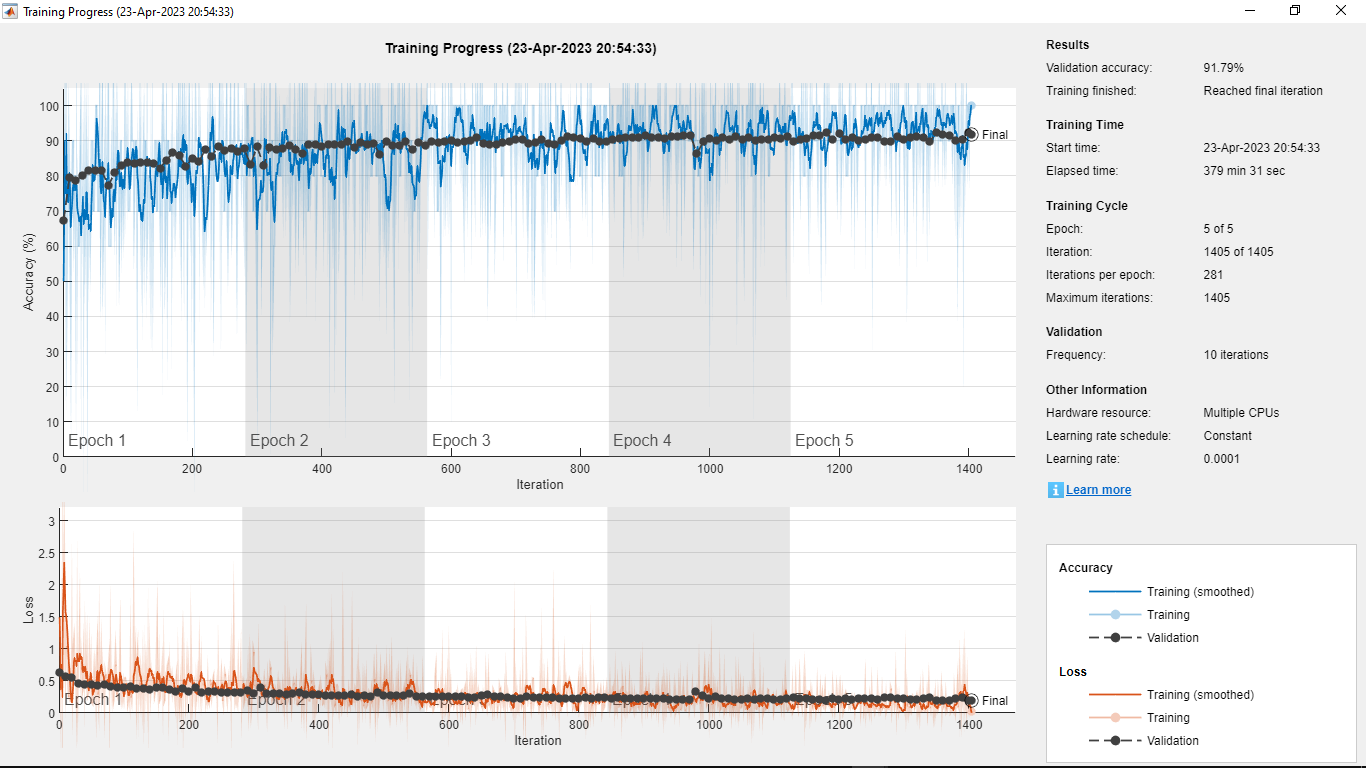 Training Progress (23-Apr-2023 20:54:33)
Training Progress (23-Apr-2023 20:54:33)
Accuracy (%)
100
90
80
70
60
50
40
30
20
10
0
Epoch 1
Epoch 2
Epoch 3
Epoch 4
Epoch 5
Final
0
200
400
600
800
1000
1200
1400
Iteration
Loss
3
2.5
2
1.5
1
0.5
0
Epoch 1
Epoch 2
Final
0
200
400
600
800
1000
1200
1400
Iteration
Results
Validation accuracy: 91.79%
Training finished: Reached final iteration
Training Time
Start time: 23-Apr-2023 20:54:33
Elapsed time: 379 min 31 sec
Training Cycle
Epoch: 5 of 5
Iteration: 1405 of 1405
Iterations per epoch: 281
Maximum iterations: 1405
Validation
Frequency: 10 iterations
Other Information
Hardware resource: Multiple CPUs
Learning rate schedule: Constant
Learning rate: 0.0001
i Learn more
Accuracy
Training (smoothed)
Training
Validation
Loss
Training (smoothed)
Training
Validation